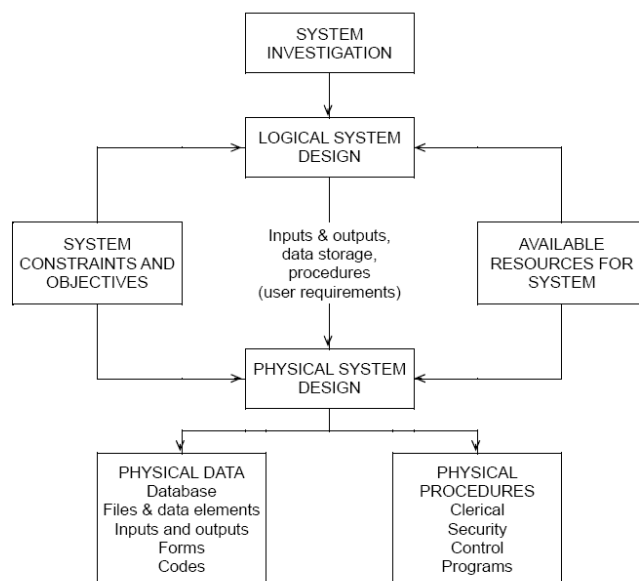 SYSTEM
INVESTIGATION
LOGICAL SYSTEM
DESIGN
SYSTEM
CONSTRAINTS AND
OBJECTIVES
Inputs & outputs,
data storage,
procedures
(user requirements)
AVAILABLE
RESOURCES FOR
SYSTEM
PHYSICAL SYSTEM
DESIGN
PHYSICAL DATA
Database
Files & data elements
Inputs and outputs
Forms
Codes
PHYSICAL
PROCEDURES
Clerical
Security
Control
Programs